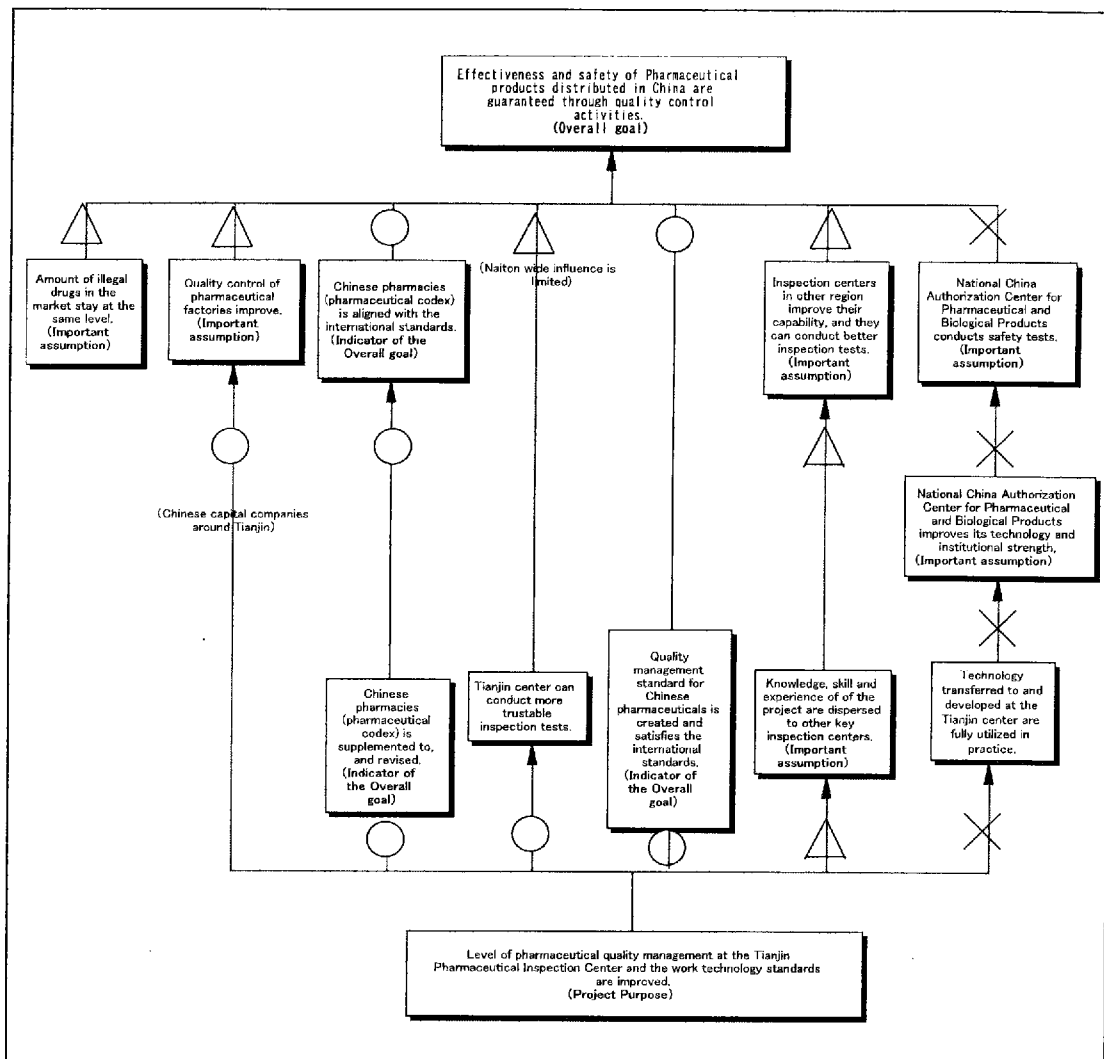 Effectiveness and safety of Pharmaceutical
products distributed in China are
guaranteed through quality control
activities.
(Overall goal)
Amount of illegal
drugs in the
market stay at the
same level.
(Important
assumption)
Quality control of
pharmaceutical
factories improve.
(Important
assumption)
Chinese pharmacies
(pharmaceutical codex)
is aligned with the
international standards.
(Indicator of the
Overall goal)
(Naiton wide influence is
limited)
Inspection centers
in other region
improve their
capability, and they
can conduct better
inspection tests.
(Important
assumption)
National China
Authorization Center for
Pharmaceutical and
Biological Products
conducts safety tests.
(Important
assumption)
(Chinese capital companies
around Tianjin)
National China Authorization
Center for Pharmaceutical
and Biological Products
improves its technology and
institutional strength,
(Important assumption)
Chinese
pharmacies
(pharmaceutical
codex) is
supplemented to,
and revised.
(Indicator of
the Overall
goal)
Tianjin center can
conduct more
trustable
inspection tests.
Quality
management
standard for
Chinese
pharmaceuticals is
created and
satisfies the
international
standards.
(Indicator of
the Overall
goal)
Knowledge, skill and
experience of of the
project are dispersed
to other key
inspection centers.
(Important
assumption)
Technology
transferred to and
developed at the
Tianjin center are
fully utilized in
practice.
Level of pharmaceutical quality management at the Tianjin
Pharmaceutical Inspection Center and the work technology standards
are improved.
(Project Purpose)